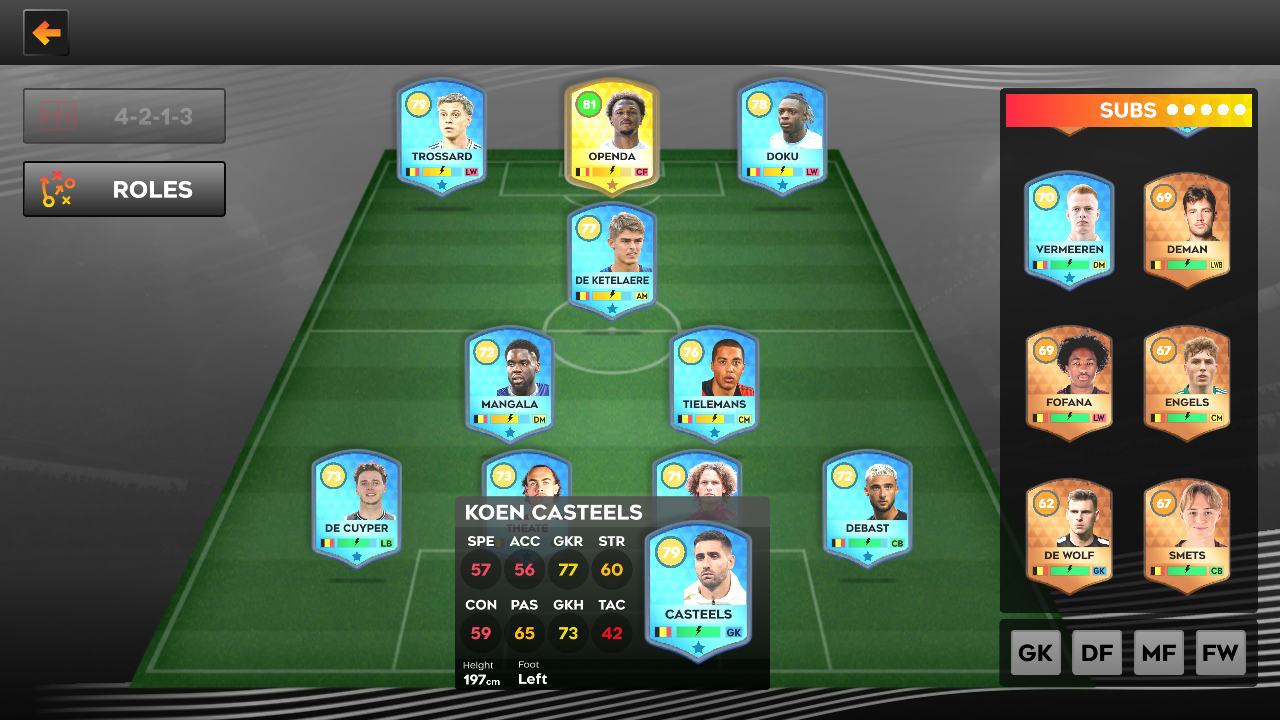 4-2-1-3
ROLES
79
TROSSARD
LW
81
OPENDA
CF
78
DOKU
LW
77
DE KETELAERE
AM
72
MANGALA
DM
76
TIELEMANS
CM
73
DE CUYPER
LB
73
THEATE
71
72
DEBAST
CB
KOEN CASTEELS
SPE ACC GKR STR
57 56 77 60
CON PAS GKH TAC
59 65 73 42
Height Foot
197cm Left
79
CASTEELS
GK
SUBS
70
VERMEEREN
DM
69
DEMAN
LWB
69
FOFANA
LW
67
ENGELS
CM
62
DE WOLF
GK
67
SMETS
CB
GK DF MF FW